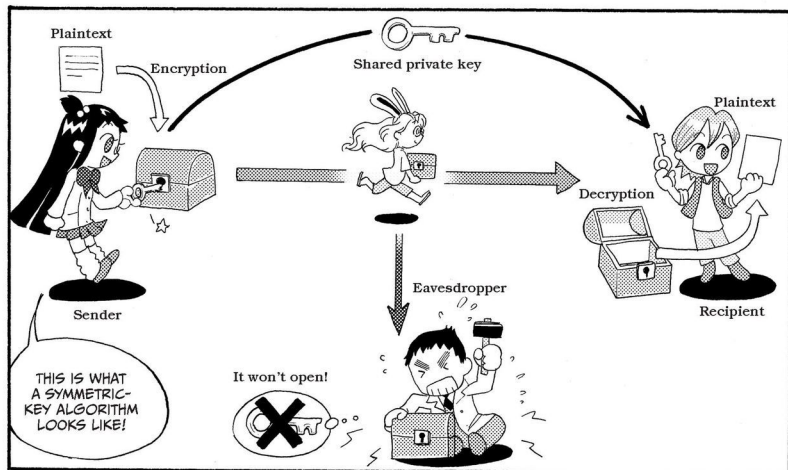 Plaintext
Encryption
Shared private key
Plaintext
Decryption
Sender
Eavesdropper
Recipient
THIS IS WHAT
A SYMMETRIC-
KEY ALGORITHM
LOOKS LIKE!
It won't open!